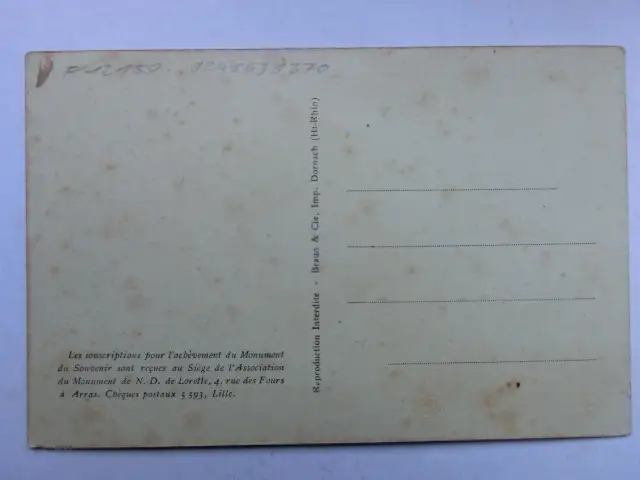 Reproduction Interdite - Braun & Cie, Imp. Dornach (Ht-Rhin)
Les souscriptions pour l'achèvement du Monument
du Souvenir sont reçues au Siège de l'Association
du Monument de N.-D. de Lorette, 4, rue des Fours
à Arras. Chèques postaux 5 593, Lille.